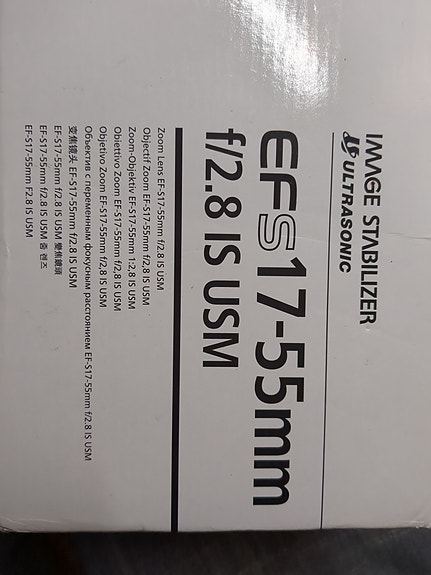 IMAGE STABILIZER
ULTRASONIC
EFS17-55mm
f/2.8 IS USM
Zoom Lens EF-S17-55mm f/2.8 IS USM
Objectif Zoom EF-S17-55mm f/2,8 IS USM
Zoom-Objektiv EF-S17-55mm 1:2,8 IS USM
Obiettivo Zoom EF-S17-55mm f/2,8 IS USM
Objetivo Zoom EF-S17-55mm f/2,8 IS USM
Объектив с переменным фокусным расстоянием EF-S17-55mm f/2.8 IS USM
变焦镜头 EF-S17-55mm f/2.8 IS USM
EF-S17-55mm f/2.8 IS USM 變焦鏡頭
EF-S17-55mm f/2.8 IS USM 줌 렌즈
EF-S17-55mm F2.8 IS USM